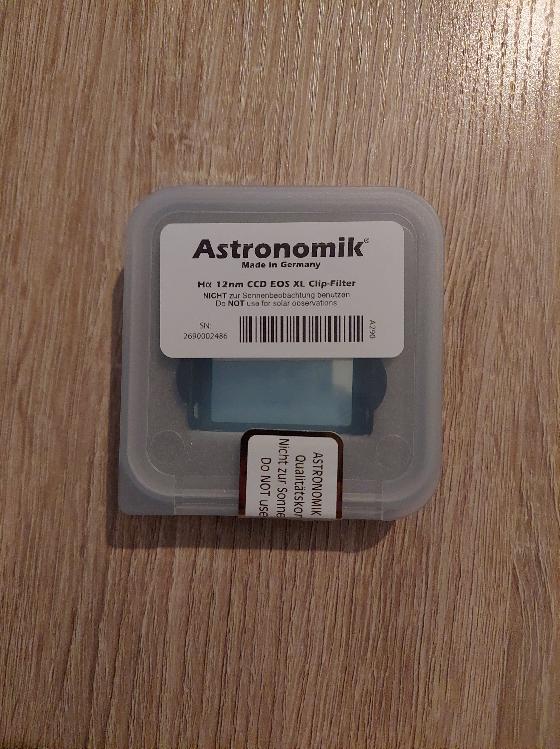 Astronomik®
Made in Germany
Hα 12nm CCD EOS XL Clip-Filter
NICHT zur Sonnenbeobachtung benutzen
Do NOT use for solar observations
SN:
2690002486
A290
ASTRONOMIK
Qualitätskon
Nicht zur Sonne
Do NOT use